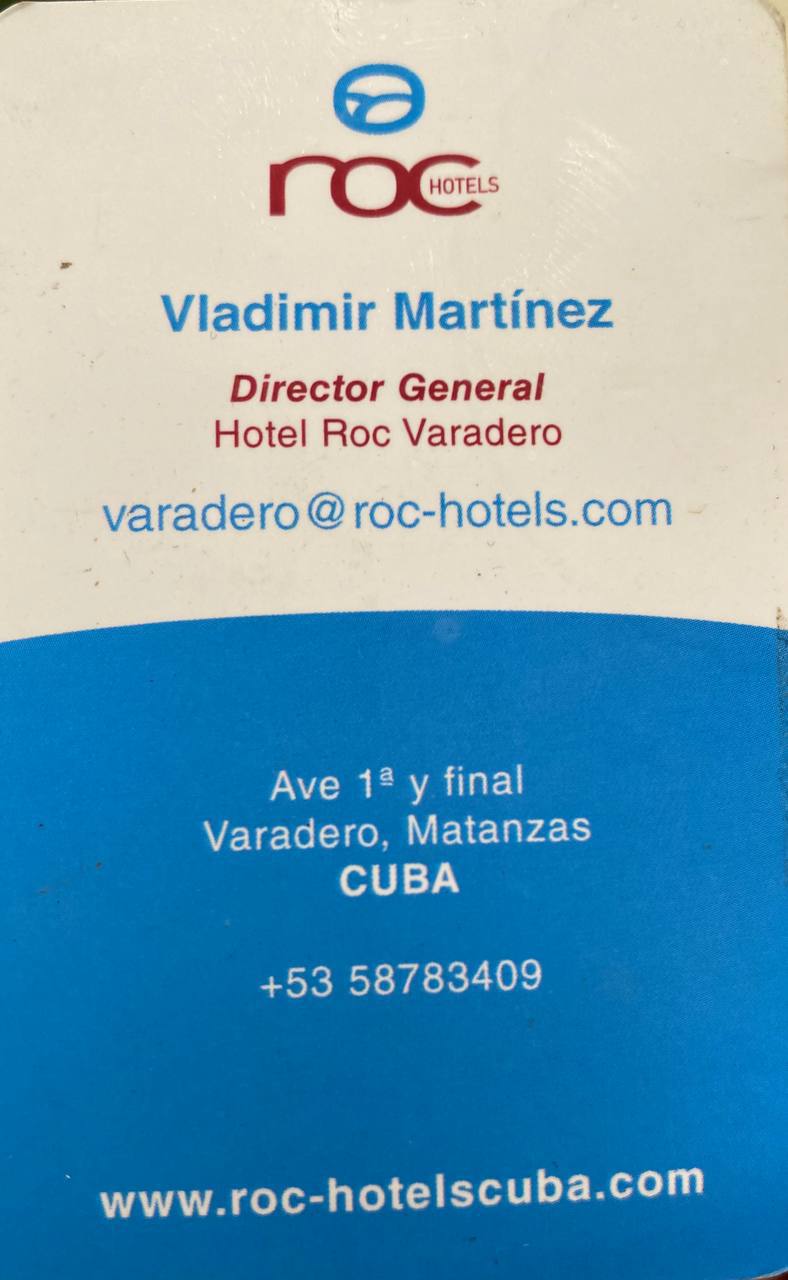 roc HOTELS
Vladimir Martínez
Director General
Hotel Roc Varadero
varadero@roc-hotels.com
Ave 1ª y final
Varadero, Matanzas
CUBA
+53 58783409
www.roc-hotelscuba.com